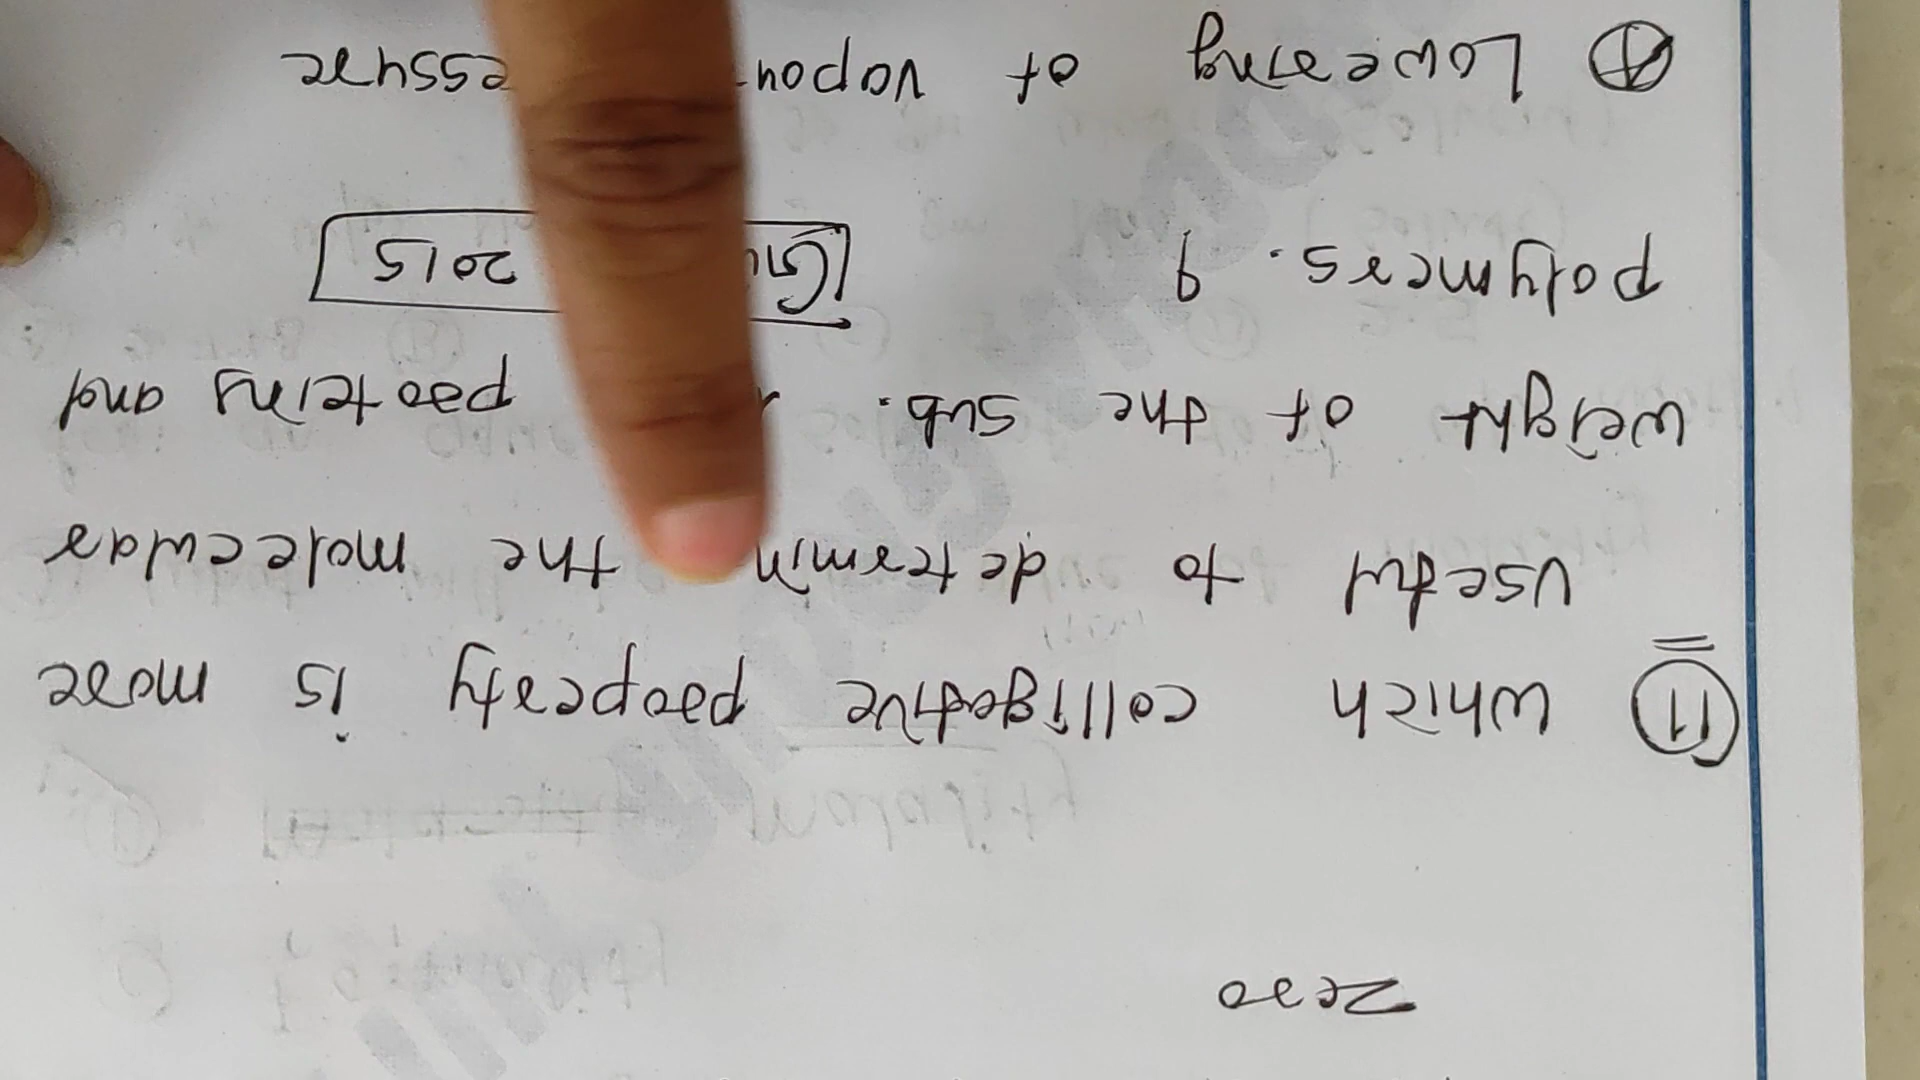 Zero
(11) Which colligative property is more
useful to determin the molecular
weight of the sub. proteins and
polymers. ? 2015
(A) Lowering of vapou essure